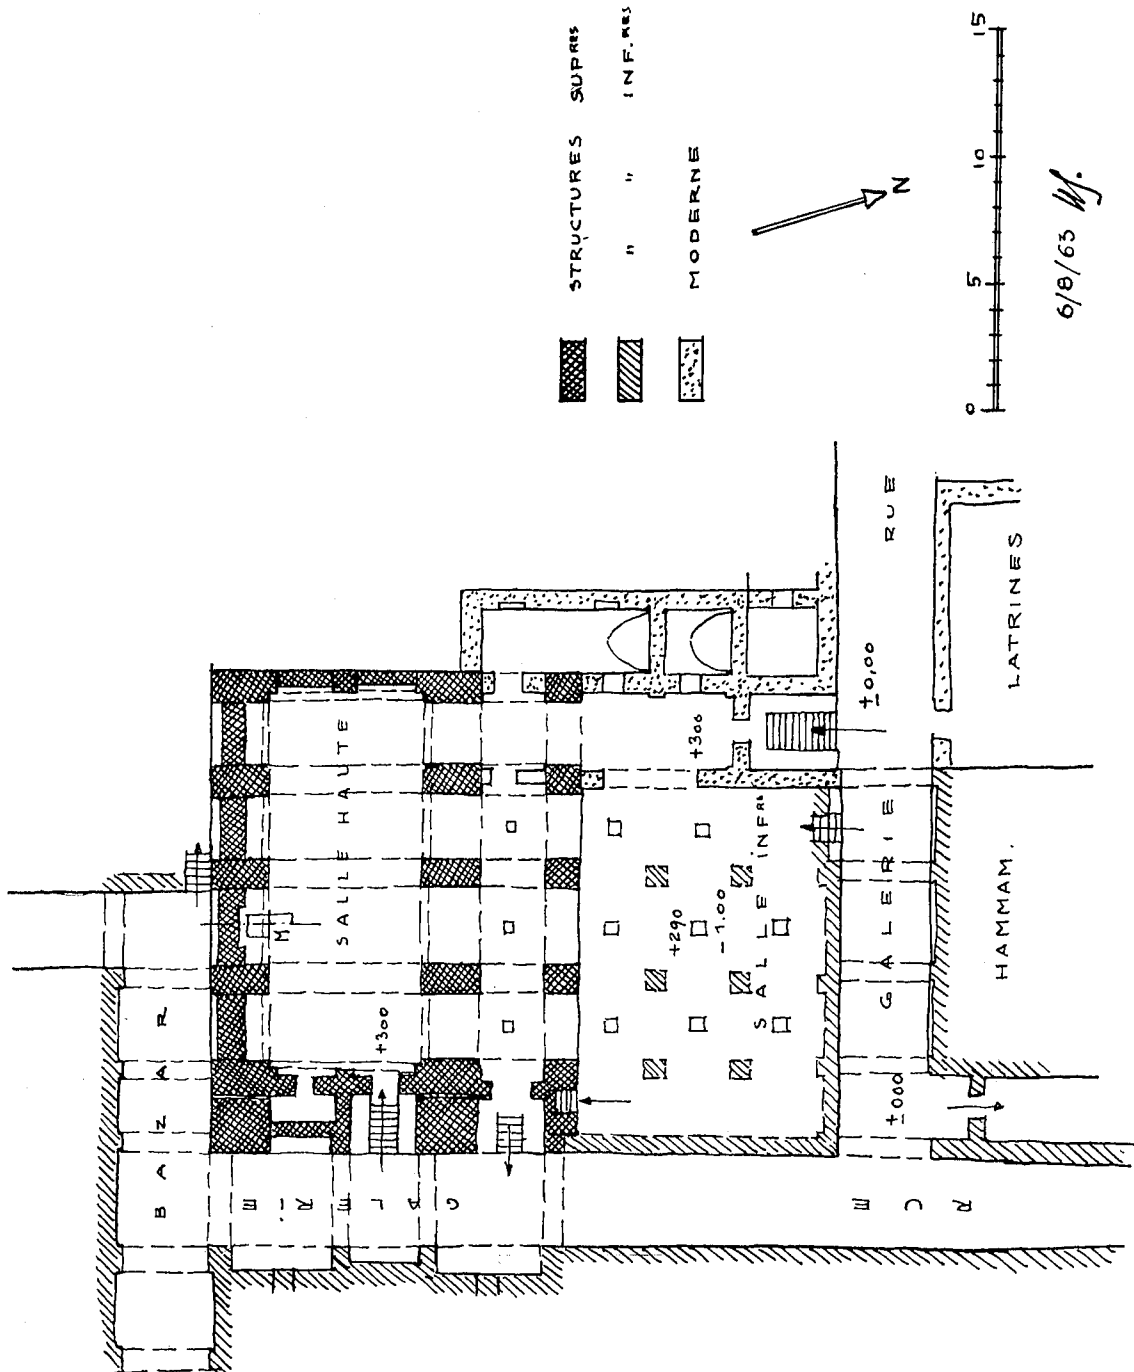 STRUCTURES SUPRES
" " INF.RES
MODERNE
N
0 5 10 15
6/8/63
SALLE HAUTE
M
+300
BAZAR
GALERIE
RUE
+300
+290
-1.00
SALLE INFRE
±0,00
RUE
GALERIE
±000
LATRINES
HAMMAM.